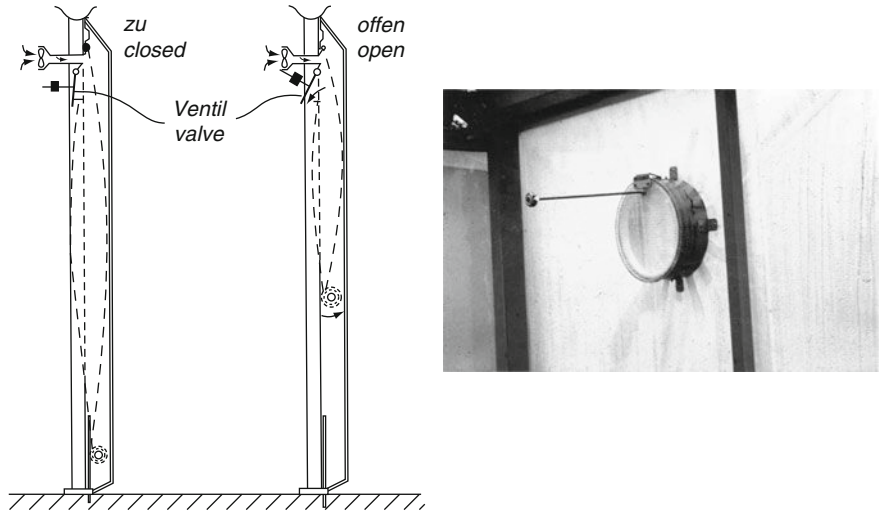 zu
closed
offen
open
Ventil
valve